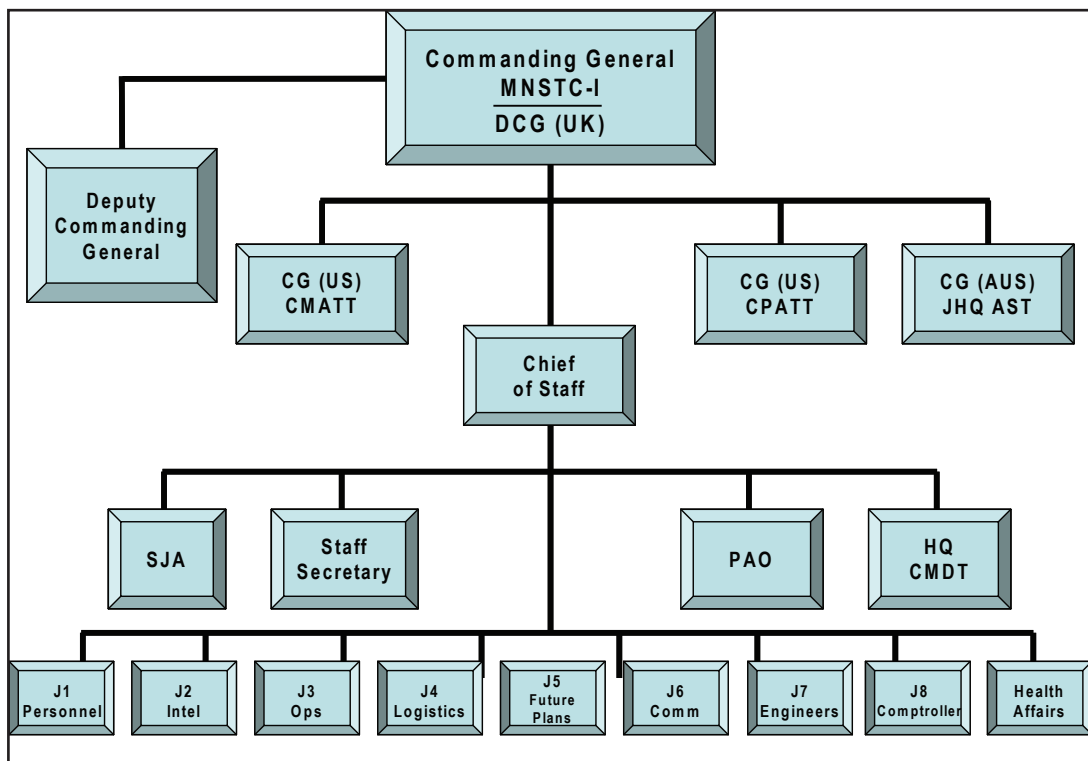 Commanding General
MNSTC-I
DCG (UK)
Deputy
Commanding
General
CG (US)
CMATT
CG (US)
CPATT
CG (AUS)
JHQ AST
Chief
of Staff
SJA
Staff
Secretary
PAO
HQ
CMDT
J1
Personnel
J2
Intel
J3
Ops
J4
Logistics
J5
Future
Plans
J6
Comm
J7
Engineers
J8
Comptroller
Health
Affairs